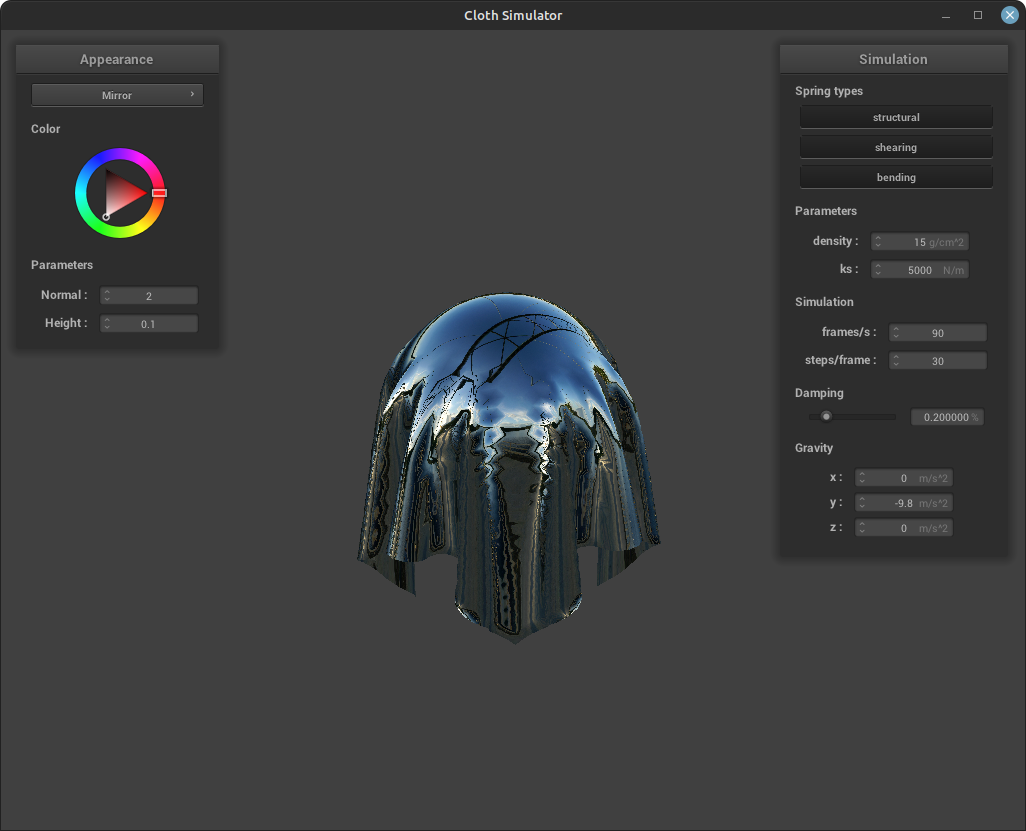 Cloth Simulator
Appearance
Mirror
Color
Parameters
Normal : 2
Height : 0.1
Simulation
Spring types
structural
shearing
bending
Parameters
density : 15 g/cm^2
ks : 5000 N/m
Simulation
frames/s : 90
steps/frame : 30
Damping
0.200000 %
Gravity
x : 0 m/s^2
y : -9.8 m/s^2
z : 0 m/s^2